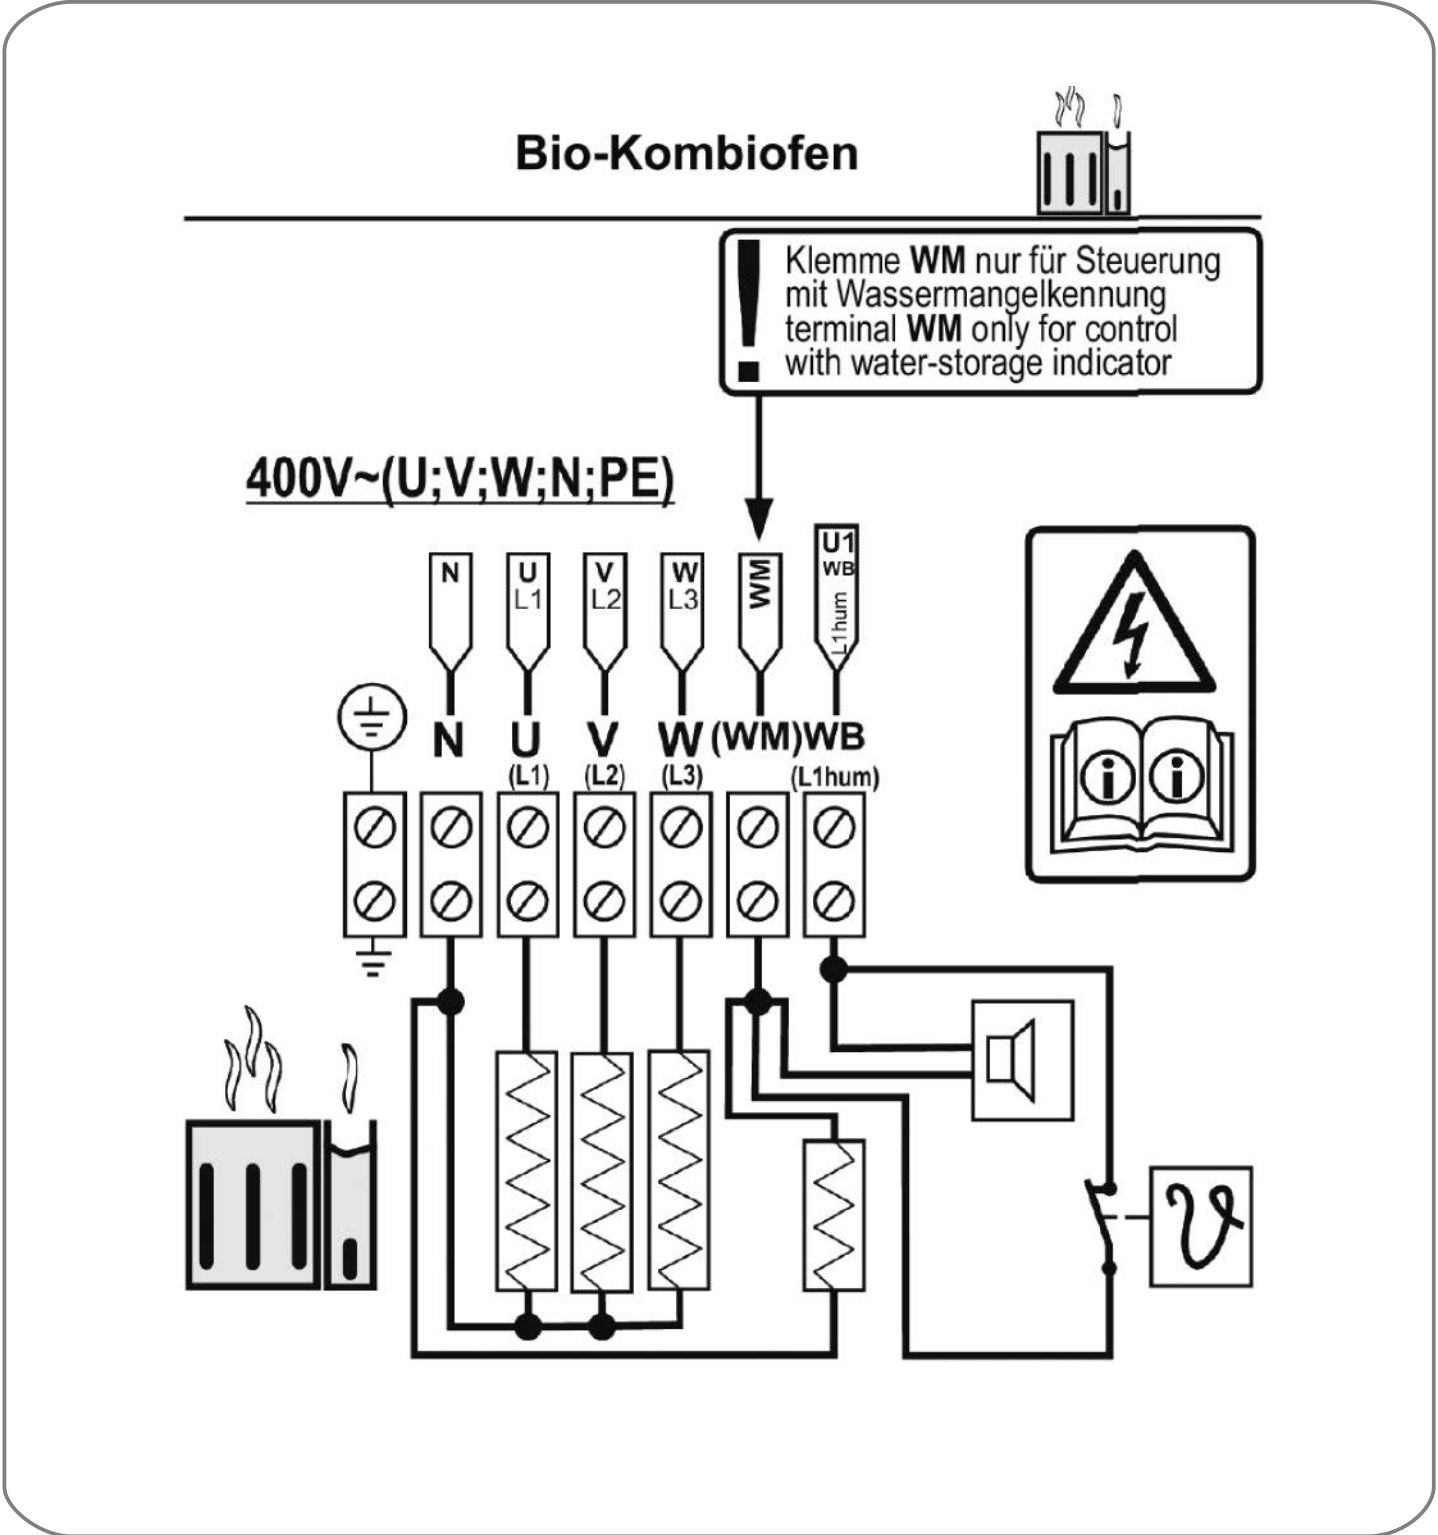 Bio-Kombiofen
Klemme WM nur für Steuerung
mit Wassermangelkennung
terminal WM only for control
with water-storage indicator
!
400V~(U;V;W;N;PE)
N
U
L1
V
L2
W
L3
WM
U1
WB
L1hum
N U V W (WM) WB
(L1) (L2) (L3) (L1hum)
i i
ϑ